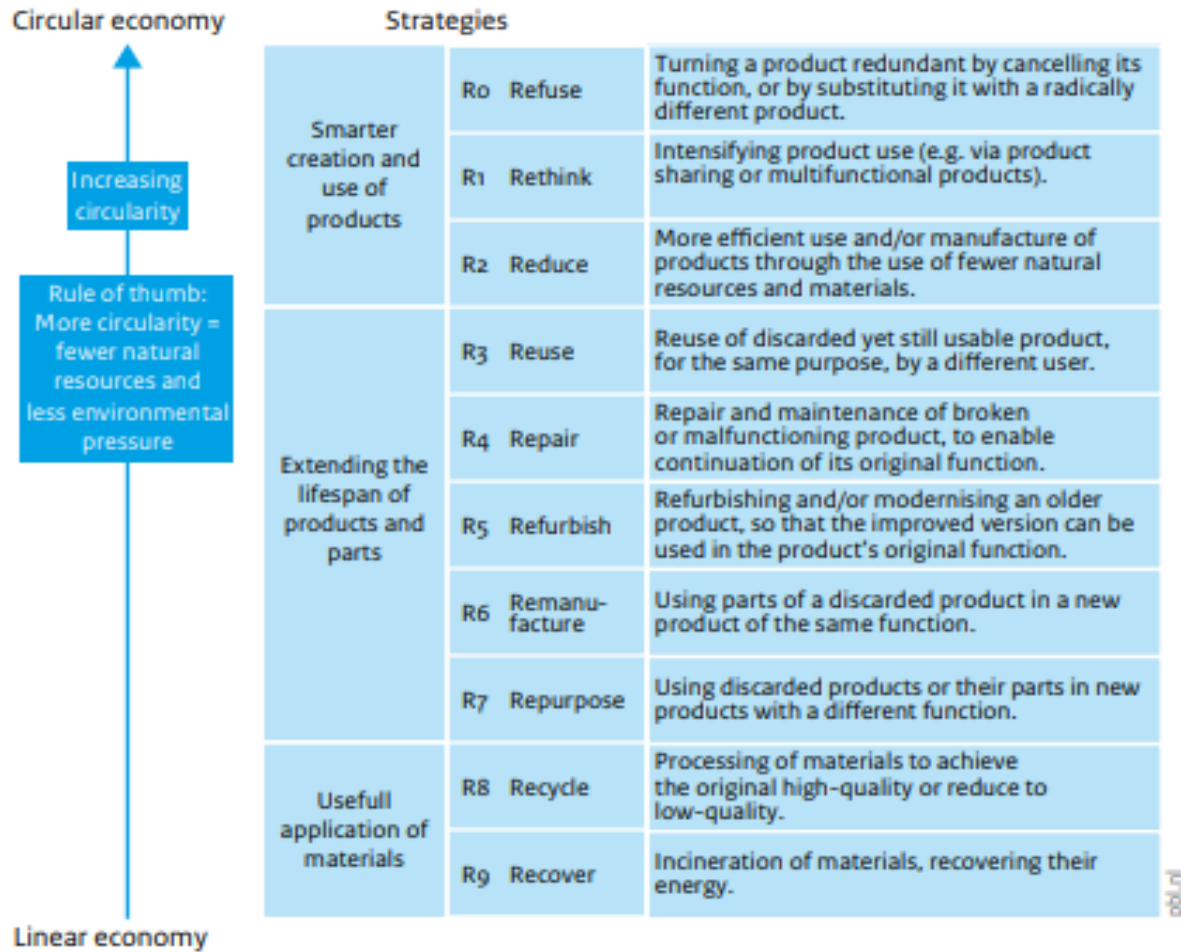 Circular economy
Strategies
Increasing
circularity
Rule of thumb:
More circularity =
fewer natural
resources and
less environmental
pressure
Linear economy
Smarter
creation and
use of
products
R0 Refuse
Turning a product redundant by cancelling its
function, or by substituting it with a radically
different product.
R1 Rethink
Intensifying product use (e.g. via product
sharing or multifunctional products).
R2 Reduce
More efficient use and/or manufacture of
products through the use of fewer natural
resources and materials.
Extending the
lifespan of
products and
parts
R3 Reuse
Reuse of discarded yet still usable product,
for the same purpose, by a different user.
R4 Repair
Repair and maintenance of broken
or malfunctioning product, to enable
continuation of its original function.
R5 Refurbish
Refurbishing and/or modernising an older
product, so that the improved version can be
used in the product's original function.
R6 Remanu-
facture
Using parts of a discarded product in a new
product of the same function.
R7 Repurpose
Using discarded products or their parts in new
products with a different function.
Usefull
application of
materials
R8 Recycle
Processing of materials to achieve
the original high-quality or reduce to
low-quality.
R9 Recover
Incineration of materials, recovering their
energy.
pbl.nl